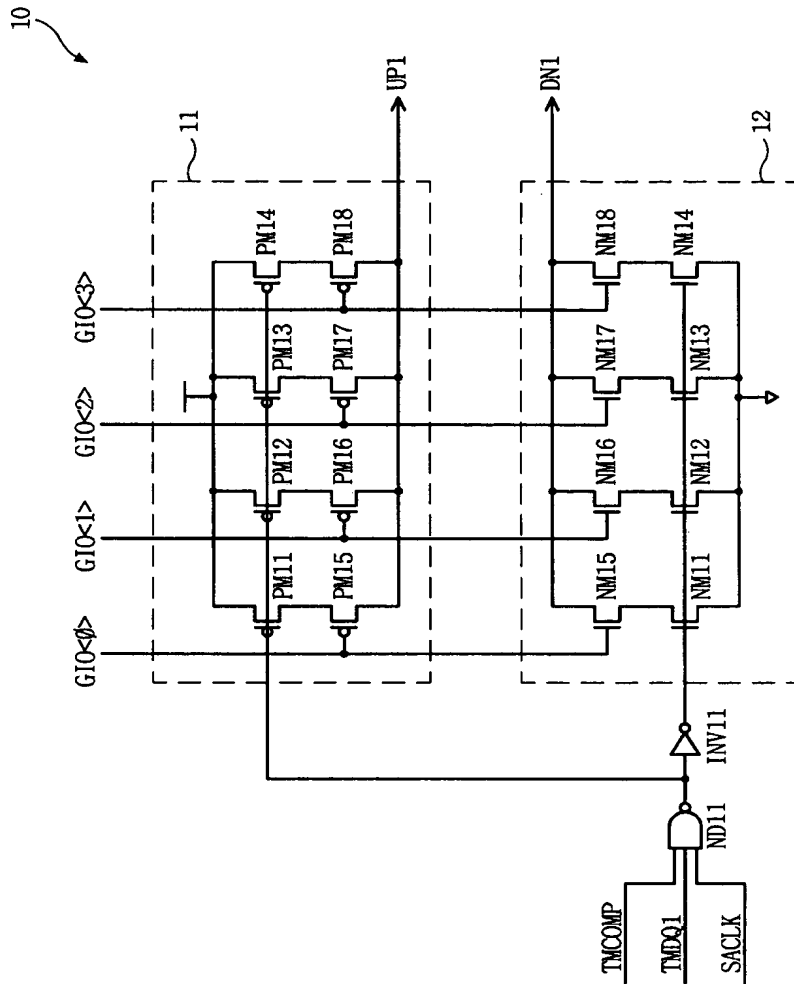 10
11
UP1
GIO<3>
PM14
PM18
GIO<2>
PM13
PM17
GIO<1>
PM12
PM16
GIO<0>
PM11
PM15
12
DN1
NM18
NM14
NM17
NM13
NM16
NM12
NM15
NM11
INV11
ND11
TMCOMP
TMDQ1
SACLK